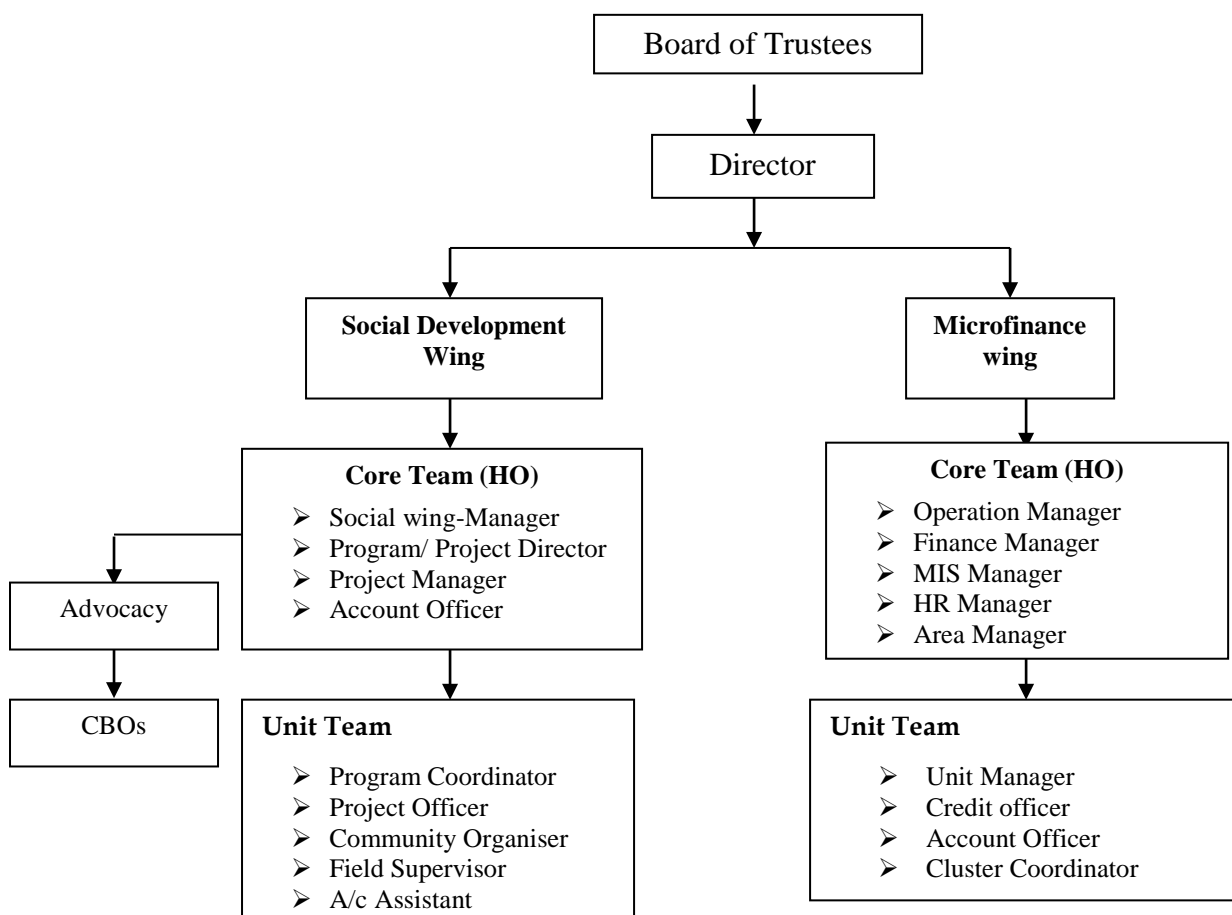 Board of Trustees
Director
Social Development
Wing
Microfinance
wing
Core Team (HO)
➢ Social wing-Manager
➢ Program/ Project Director
➢ Project Manager
➢ Account Officer
Core Team (HO)
➢ Operation Manager
➢ Finance Manager
➢ MIS Manager
➢ HR Manager
➢ Area Manager
Advocacy
CBOs
Unit Team
➢ Program Coordinator
➢ Project Officer
➢ Community Organiser
➢ Field Supervisor
➢ A/c Assistant
Unit Team
➢ Unit Manager
➢ Credit officer
➢ Account Officer
➢ Cluster Coordinator